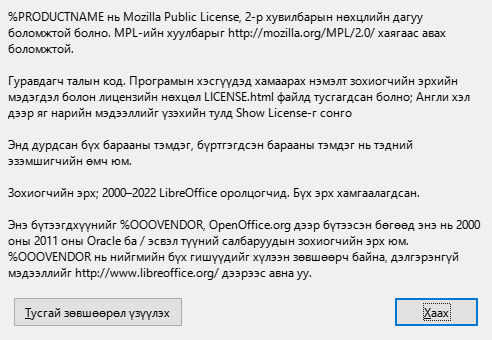 %PRODUCTNAME нь Mozilla Public License, 2-р хувилбарын нөхцлийн дагуу
боломжтой болно. MPL-ийн хуулбарыг http://mozilla.org/MPL/2.0/ хаягаас авах
боломжтой.
Гуравдагч талын код. Програмын хэсгүүдэд хамаарах нэмэлт зохиогчийн эрхийн
мэдэгдэл болон лицензийн нөхцөл LICENSE.html файлд тусгагдсан болно; Англи хэл
дээр яг нарийн мэдээллийг үзэхийн тулд Show License-г сонго
Энд дурдсан бүх барааны тэмдэг, бүртгэгдсэн барааны тэмдэг нь тэдний
эзэмшигчийн өмч юм.
Зохиогчийн эрх; 2000–2022 LibreOffice оролцогчид. Бүх эрх хамгаалагдсан.
Энэ бүтээгдхүүнийг %OOOVENDOR, OpenOffice.org дээр бүтээсэн бөгөөд энэ нь 2000
оны 2011 оны Oracle ба / эсвэл түүний салбаруудын зохиогчийн эрх юм.
%OOOVENDOR нь нийгмийн бүх гишүүдийг хүлээн зөвшөөрч байна, дэлгэрэнгүй
мэдээллийг http://www.libreoffice.org/ дээрээс авна уу.
Тусгай зөвшөөрөл үзүүлэх
Хаах